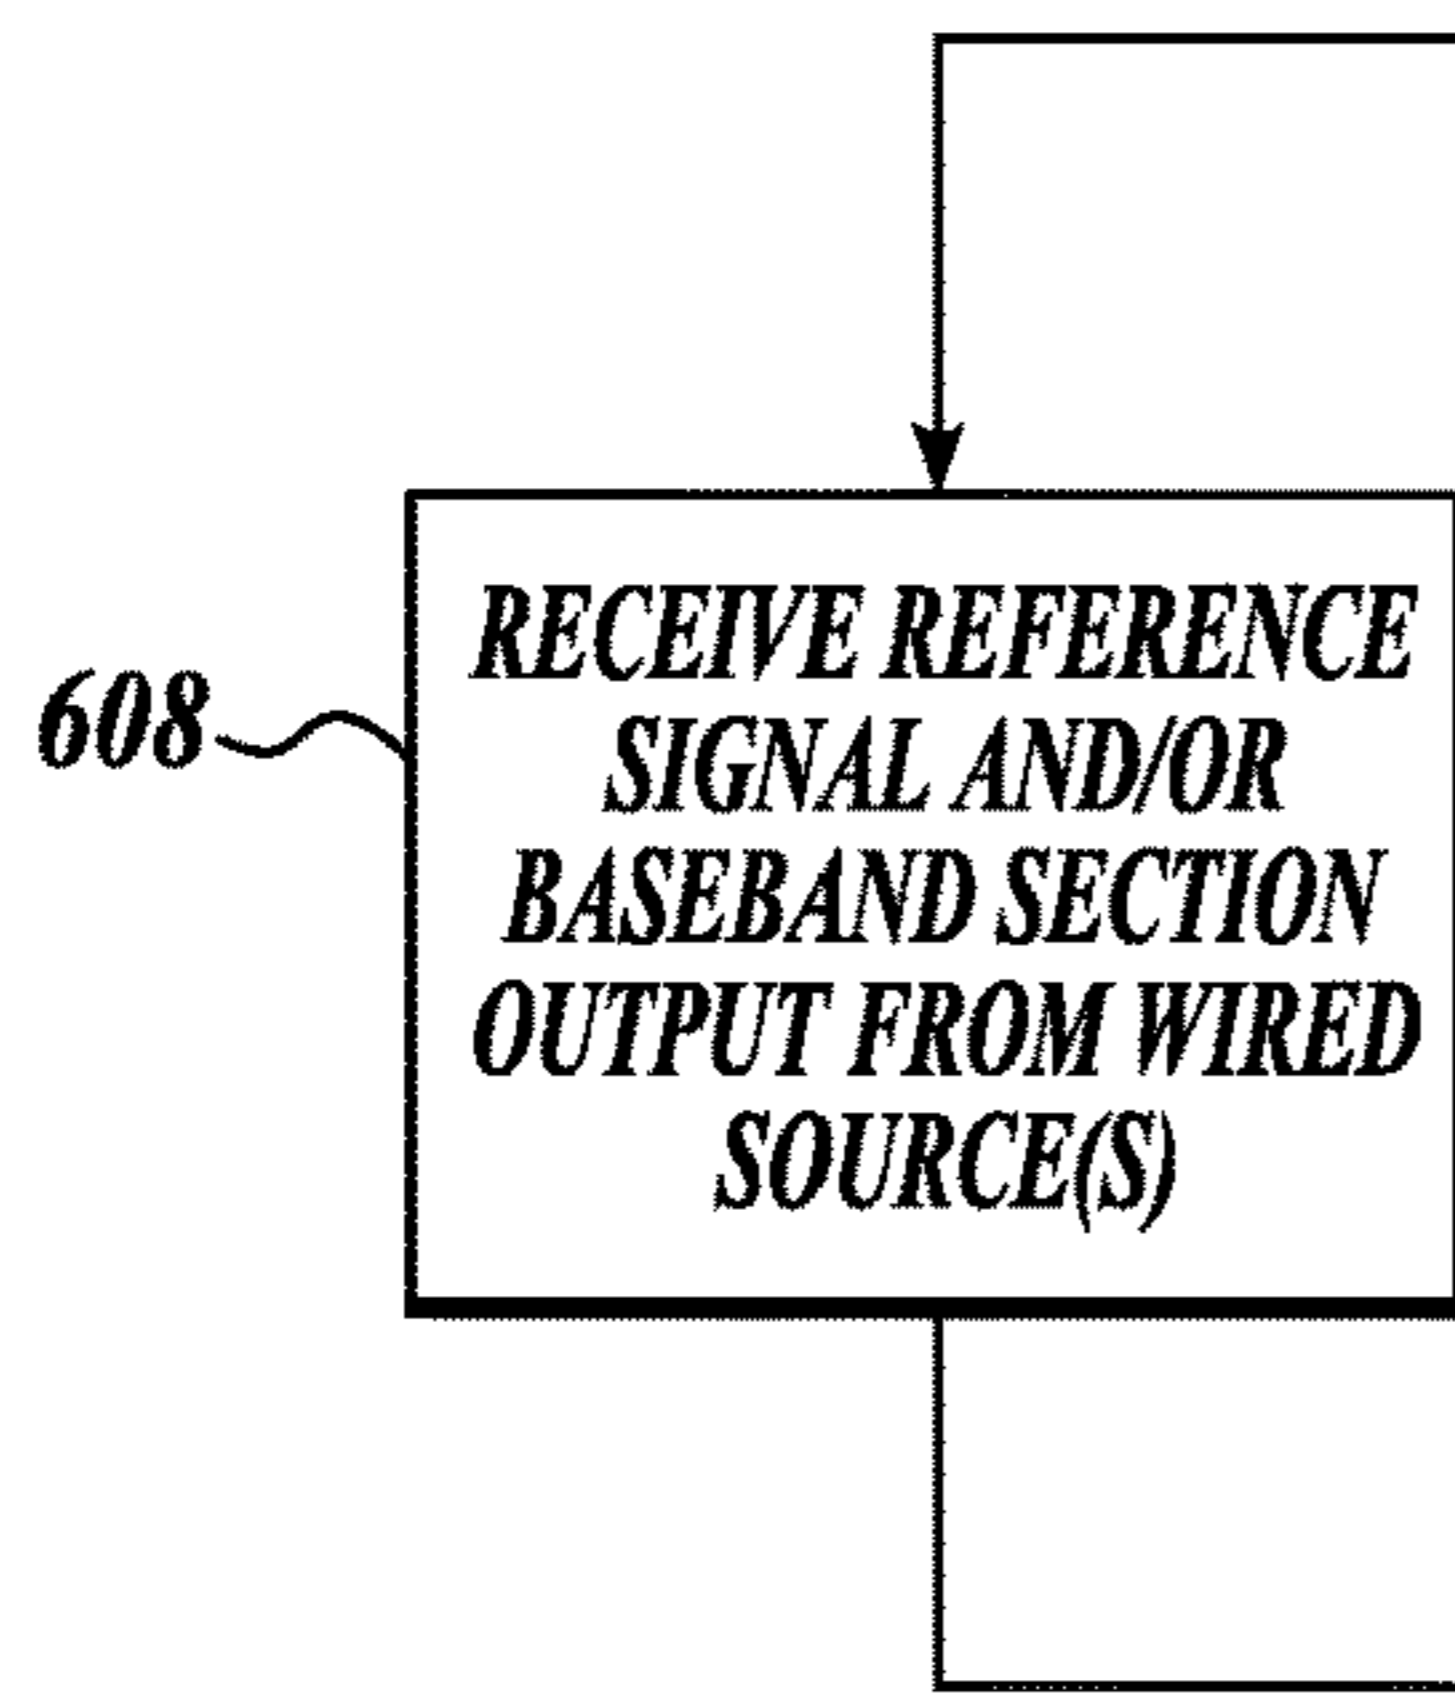 RECEIVE REFERENCE
SIGNAL AND/OR
608
BASEBAND SECTION
OUTPUT FROM WIRED
SOURCE(S)